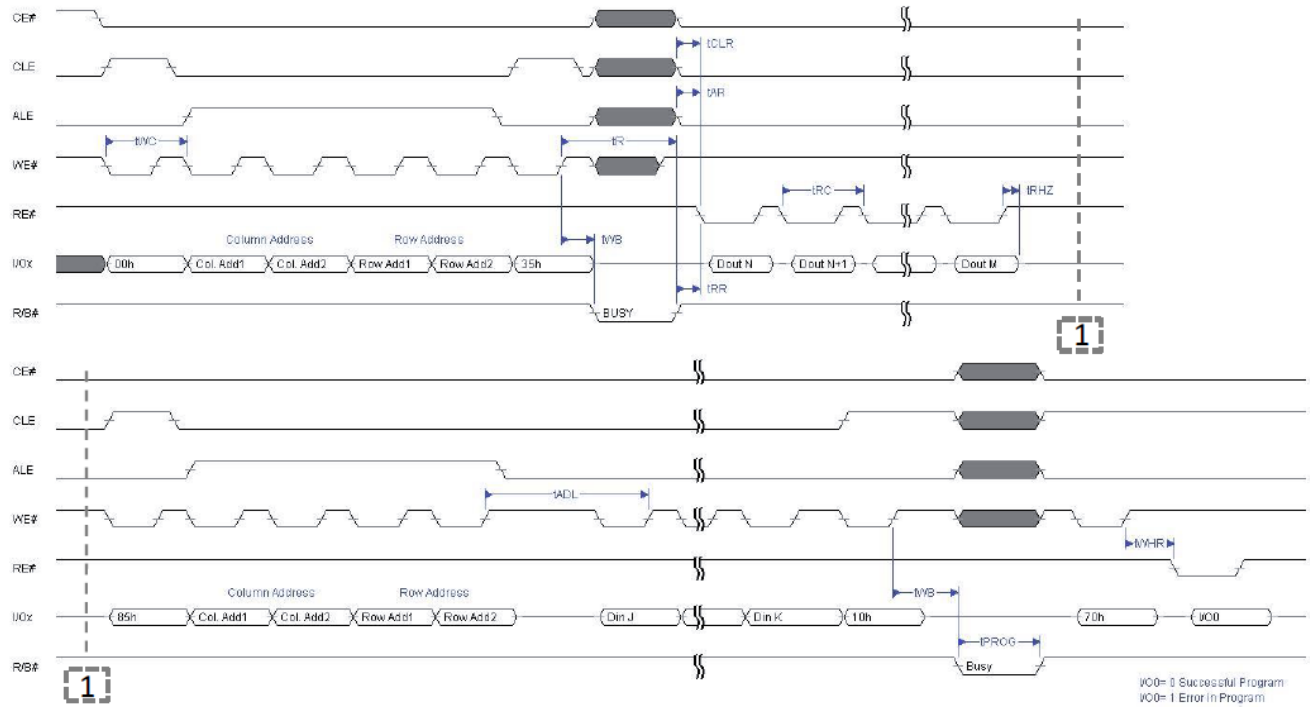 CE#
tCLR
CLE
tAR
ALE
tWC
tR
WE#
tRC
tRHZ
RE#
Column Address Row Address tWB
I/Ox 00h Col. Add1 Col. Add2 Row Add1 Row Add2 35h Dout N Dout N+1 Dout M
tRR
R/B# BUSY
1
CE#
CLE
ALE
tADL
WE#
tWHR
RE#
Column Address Row Address tWB
I/Ox 85h Col. Add1 Col. Add2 Row Add1 Row Add2 Din J Din K 10h 70h I/O0
tPROG
R/B# Busy
1
I/O0= 0 Successful Program
I/O0= 1 Error in Program